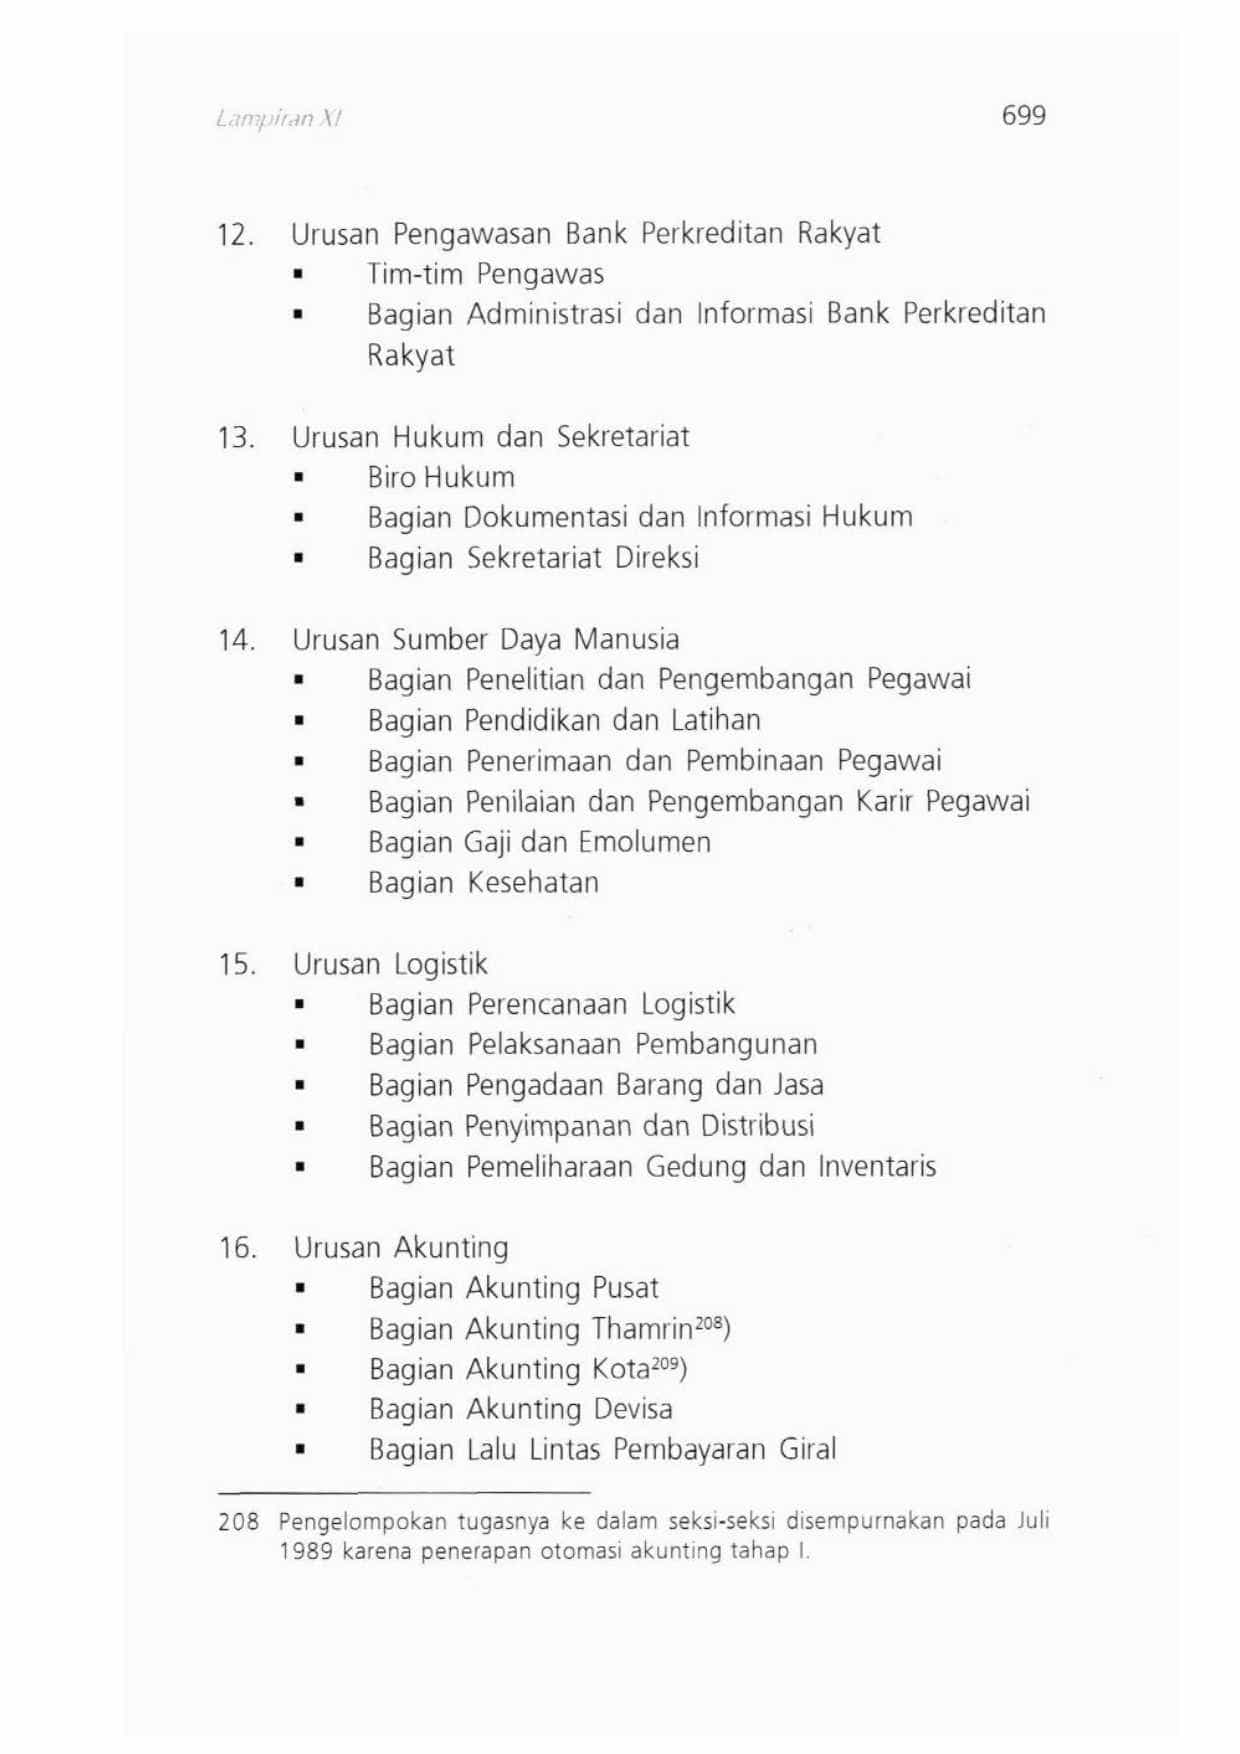 Lampiran XI
699
12. Urusan Pengawasan Bank Perkreditan Rakyat
▪ Tim-tim Pengawas
▪ Bagian Administrasi dan Informasi Bank Perkreditan
Rakyat
13. Urusan Hukum dan Sekretariat
▪ Biro Hukum
▪ Bagian Dokumentasi dan Informasi Hukum
▪ Bagian Sekretariat Direksi
14. Urusan Sumber Daya Manusia
▪ Bagian Penelitian dan Pengembangan Pegawai
▪ Bagian Pendidikan dan Latihan
▪ Bagian Penerimaan dan Pembinaan Pegawai
▪ Bagian Penilaian dan Pengembangan Karir Pegawai
▪ Bagian Gaji dan Emolumen
▪ Bagian Kesehatan
15. Urusan Logistik
▪ Bagian Perencanaan Logistik
▪ Bagian Pelaksanaan Pembangunan
▪ Bagian Pengadaan Barang dan Jasa
▪ Bagian Penyimpanan dan Distribusi
▪ Bagian Pemeliharaan Gedung dan Inventaris
16. Urusan Akunting
▪ Bagian Akunting Pusat
▪ Bagian Akunting Thamrin²⁰⁸)
▪ Bagian Akunting Kota²⁰⁹)
▪ Bagian Akunting Devisa
▪ Bagian Lalu Lintas Pembayaran Giral
208 Pengelompokan tugasnya ke dalam seksi-seksi disempurnakan pada Juli
1989 karena penerapan otomasi akunting tahap I.